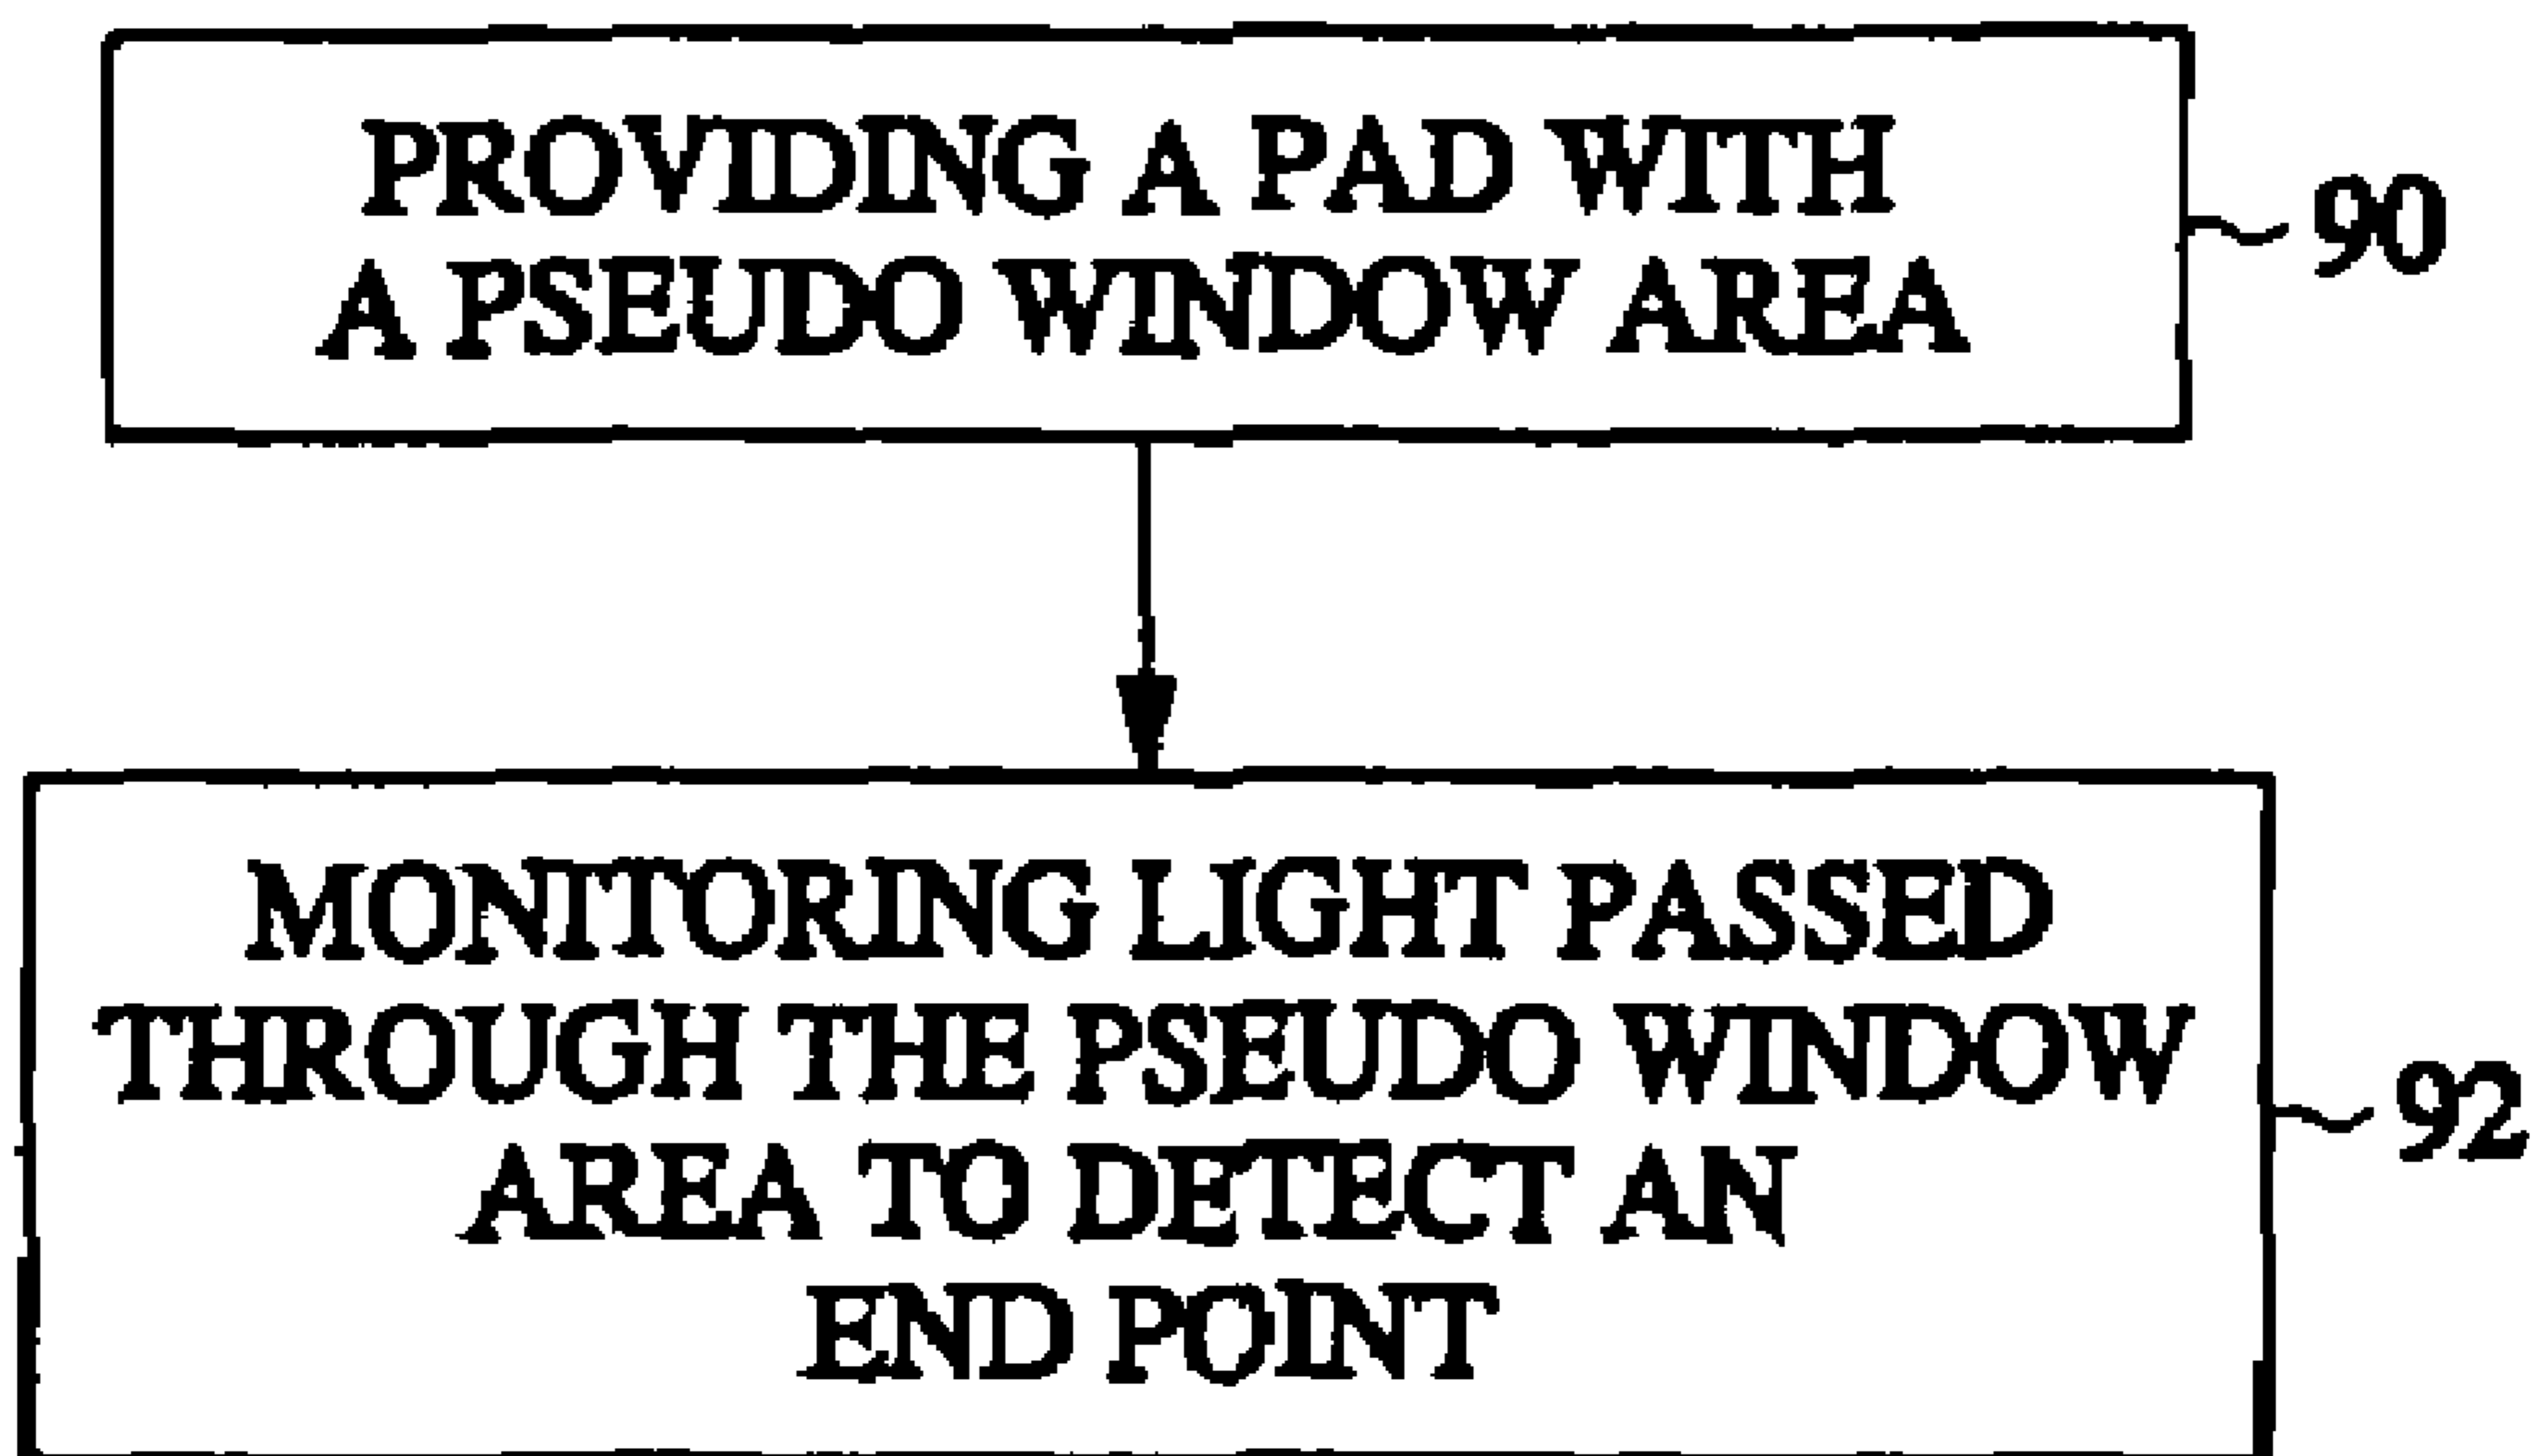 PROVIDING A PAD WITH
A PSEUDO WINDOW AREA
90
MONITORING LIGHT PASSED
THROUGH THE PSEUDO WINDOW
AREA TO DETECT AN
END POINT
92